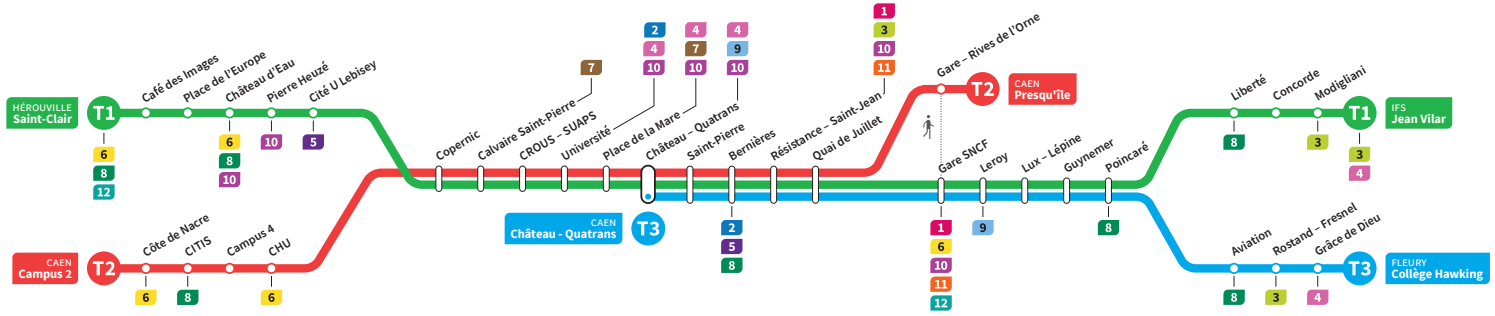 HÉROUVILLE
Saint-Clair
T1
6
8
12
Café des Images
Place de l'Europe
Château d'Eau
6
8
10
Pierre Heuzé
10
Cité U Lebisey
5
CAEN
Campus 2
T2
Côte de Nacre
6
CITIS
8
Campus 4
CHU
6
Copernic
Calvaire Saint-Pierre
7
CROUS – SUAPS
Université
2
4
10
Place de la Mare
4
7
10
Château – Quatrans
4
9
10
CAEN
Château - Quatrans
T3
Saint-Pierre
Bernières
2
5
8
Résistance – Saint-Jean
1
3
10
11
Quai de Juillet
Gare – Rives de l'Orne
T2
CAEN
Presqu'île
Gare SNCF
1
6
10
11
12
Leroy
9
Lux – Lépine
Guynemer
Poincaré
8
Liberté
8
Concorde
Modigliani
3
T1
3
4
IFS
Jean Vilar
Aviation
8
Rostand – Fresnel
3
Grâce de Dieu
4
T3
FLEURY
Collège Hawking